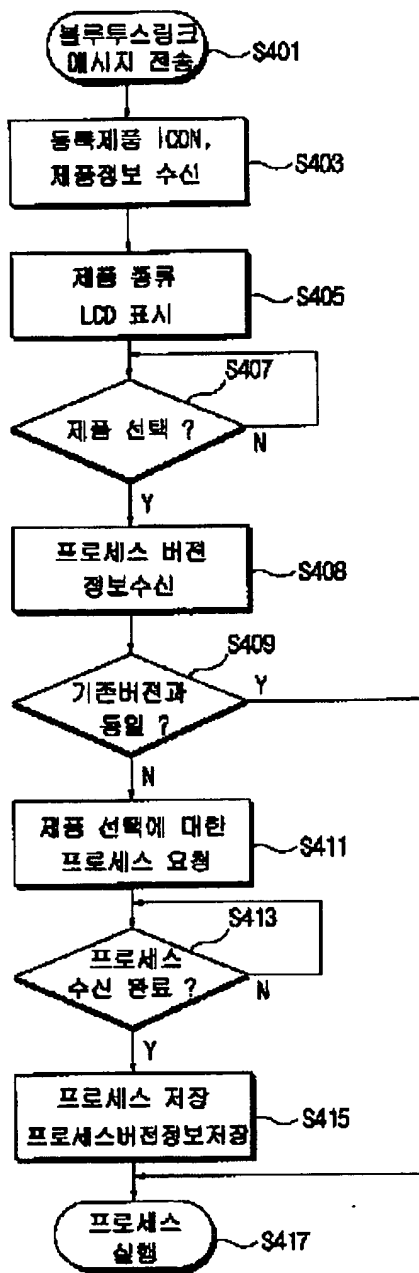 블루투스링크
메시지 전송
S401
등록제품 ICON,
제품정보 수신
S403
제품 종류
LCD 표시
S405
S407
제품 선택 ?
N
Y
프로세스 버젼
정보수신
S408
S409
기존버젼과
동일 ?
Y
N
제품 선택에 대한
프로세스 요청
S411
S413
프로세스
수신 완료 ?
N
Y
프로세스 저장
프로세스버젼정보저장
S415
프로세스
실행
S417